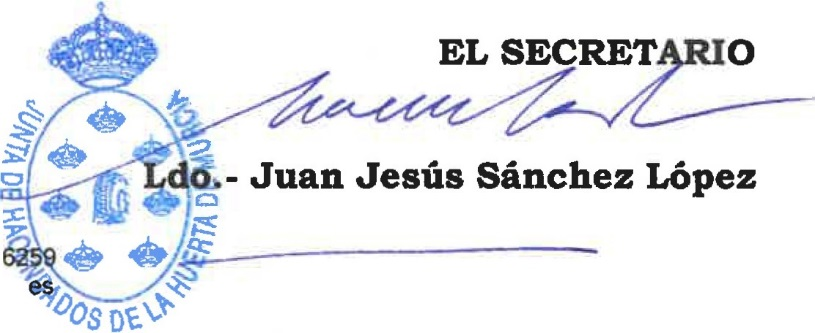 EL SECRETARIO
Ldo.- Juan Jesús Sánchez López
JUNTA DE HACENDADOS DE LA HUERTA DE MURCIA
6259
es